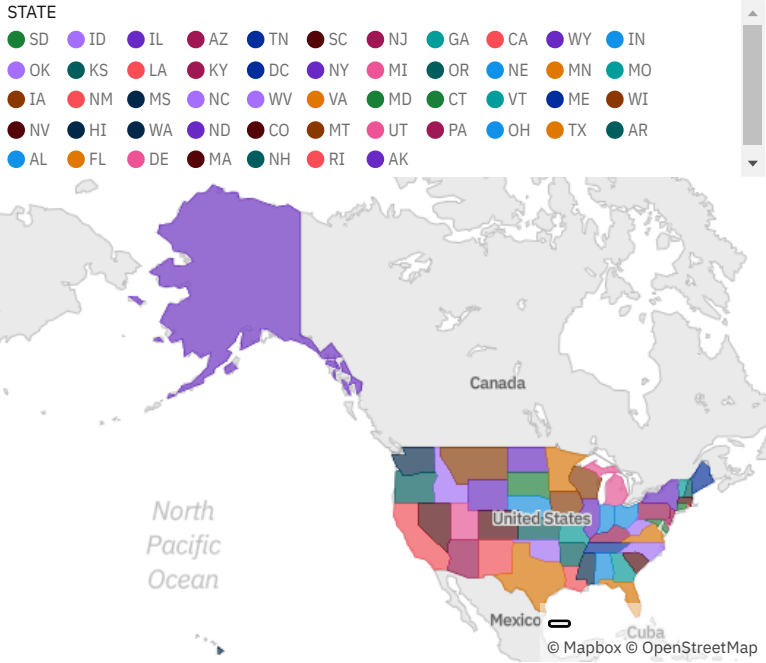 STATE
SD ID IL AZ TN SC NJ GA CA WY IN
OK KS LA KY DC NY MI OR NE MN MO
IA NM MS NC WV VA MD CT VT ME WI
NV HI WA ND CO MT UT PA OH TX AR
AL FL DE MA NH RI AK
Canada
North
Pacific
Ocean
United States
Mexico
Cuba
© Mapbox © OpenStreetMap